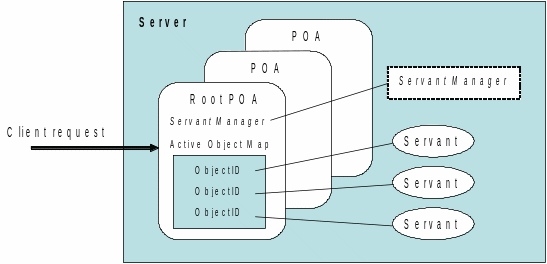 Server
POA
POA
RootPOA
ServantManager
Active Object Map
ObjectID
ObjectID
ObjectID
Client request
ServantManager
Servant
Servant
Servant